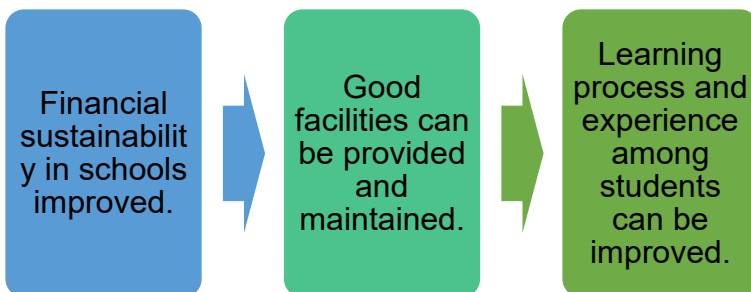 Financial
sustainabilit
y in schools
improved.
Good
facilities can
be provided
and
maintained.
Learning
process and
experience
among
students
can be
improved.